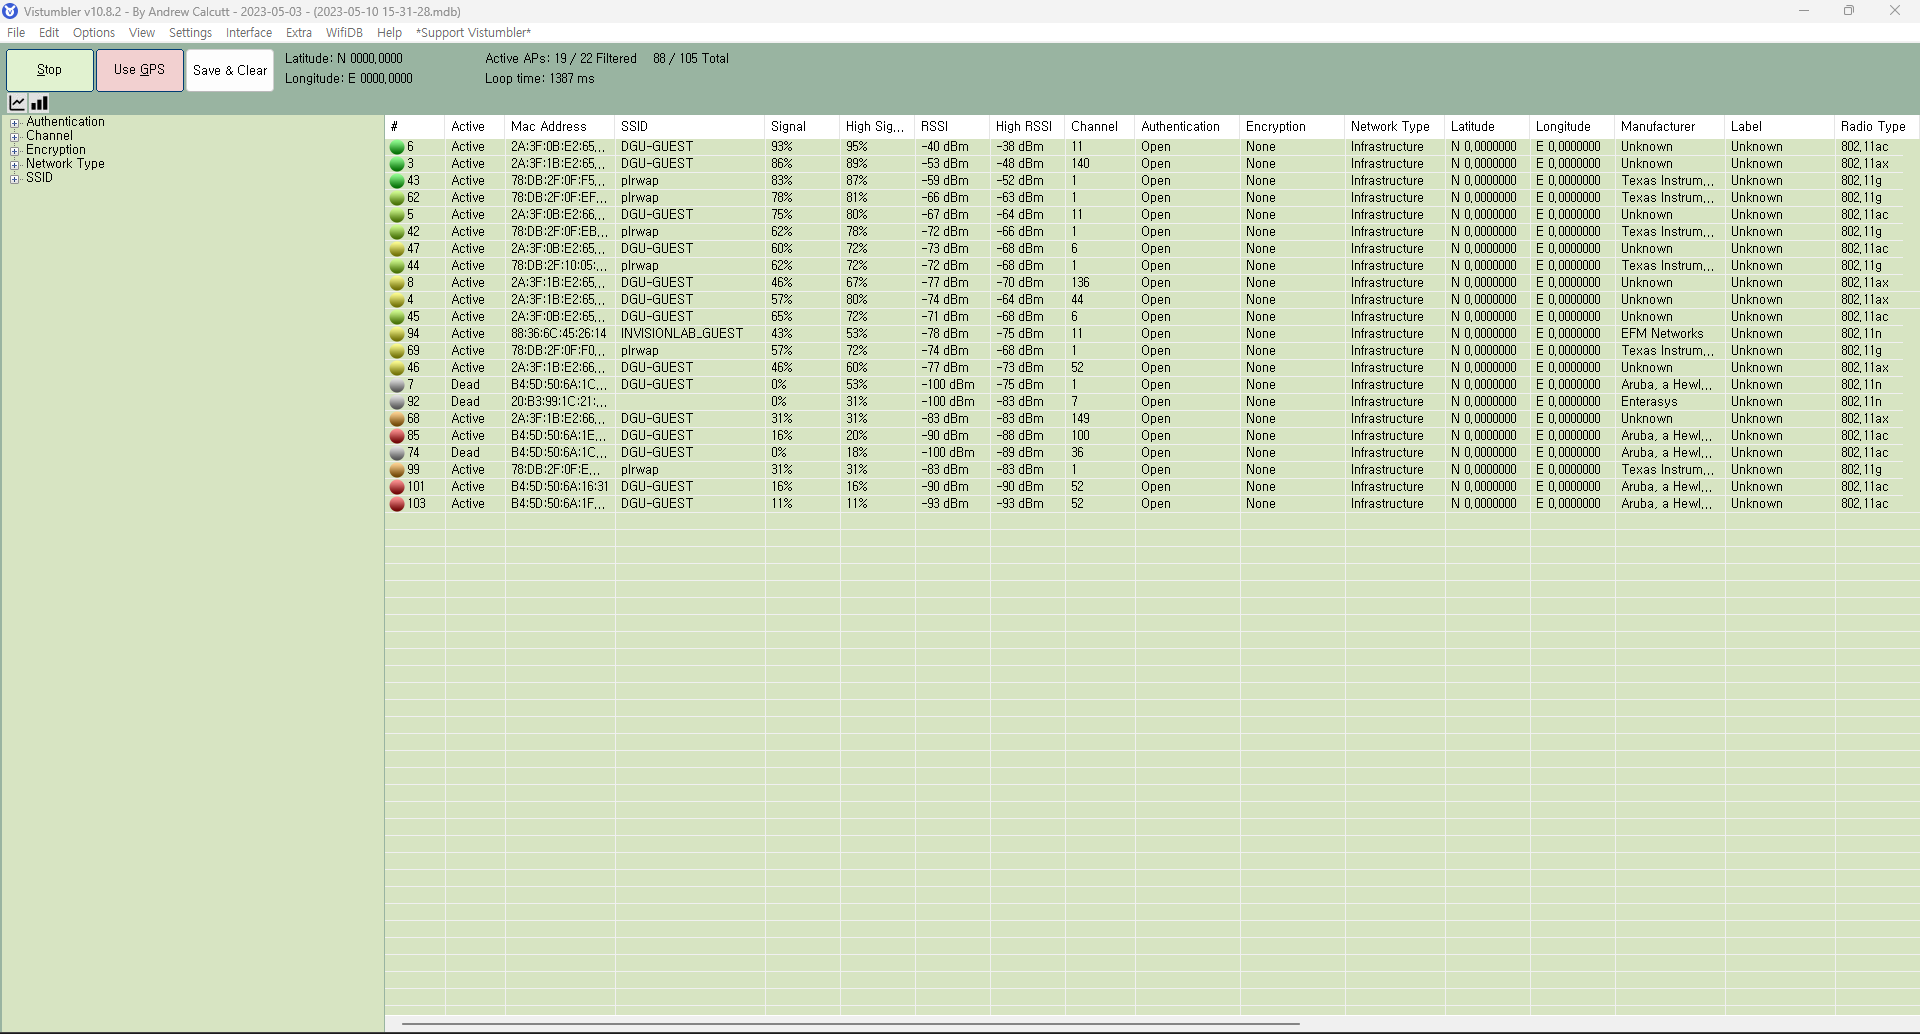 Vistumbler v10.8.2 - By Andrew Calcutt - 2023-05-03 - (2023-05-10 15-31-28.mdb)
File Edit Options View Settings Interface Extra WifiDB Help *Support Vistumbler*
Stop Use GPS Save & Clear
Latitude: N 0000.0000 Active APs: 19 / 22 Filtered 88 / 105 Total
Longitude: E 0000.0000 Loop time: 1387 ms
Authentication
Channel
Encryption
Network Type
SSID
# Active Mac Address SSID Signal High Sig... RSSI High RSSI Channel Authentication Encryption Network Type Latitude Longitude Manufacturer Label Radio Type
6 Active 2A:3F:0B:E2:65... DGU-GUEST 93% 95% -40 dBm -38 dBm 11 Open None Infrastructure N 0.0000000 E 0.0000000 Unknown Unknown 802.11ac
3 Active 2A:3F:1B:E2:65... DGU-GUEST 86% 89% -53 dBm -48 dBm 140 Open None Infrastructure N 0.0000000 E 0.0000000 Unknown Unknown 802.11ax
43 Active 78:DB:2F:0F:F5... plrwap 83% 87% -59 dBm -52 dBm 1 Open None Infrastructure N 0.0000000 E 0.0000000 Texas Instrum... Unknown 802.11g
62 Active 78:DB:2F:0F:EF... plrwap 78% 81% -66 dBm -63 dBm 1 Open None Infrastructure N 0.0000000 E 0.0000000 Texas Instrum... Unknown 802.11g
5 Active 2A:3F:0B:E2:66... DGU-GUEST 75% 80% -67 dBm -64 dBm 11 Open None Infrastructure N 0.0000000 E 0.0000000 Unknown Unknown 802.11ac
42 Active 78:DB:2F:0F:EB... plrwap 62% 78% -72 dBm -66 dBm 1 Open None Infrastructure N 0.0000000 E 0.0000000 Texas Instrum... Unknown 802.11g
47 Active 2A:3F:0B:E2:65... DGU-GUEST 60% 72% -73 dBm -68 dBm 6 Open None Infrastructure N 0.0000000 E 0.0000000 Unknown Unknown 802.11ac
44 Active 78:DB:2F:10:05:... plrwap 62% 72% -72 dBm -68 dBm 1 Open None Infrastructure N 0.0000000 E 0.0000000 Texas Instrum... Unknown 802.11g
8 Active 2A:3F:1B:E2:65... DGU-GUEST 46% 67% -77 dBm -70 dBm 136 Open None Infrastructure N 0.0000000 E 0.0000000 Unknown Unknown 802.11ax
4 Active 2A:3F:1B:E2:65... DGU-GUEST 57% 80% -74 dBm -64 dBm 44 Open None Infrastructure N 0.0000000 E 0.0000000 Unknown Unknown 802.11ax
45 Active 2A:3F:0B:E2:65... DGU-GUEST 65% 72% -71 dBm -68 dBm 6 Open None Infrastructure N 0.0000000 E 0.0000000 Unknown Unknown 802.11ac
94 Active 88:36:6C:45:26:14 INVISIONLAB_GUEST 43% 53% -78 dBm -75 dBm 11 Open None Infrastructure N 0.0000000 E 0.0000000 EFM Networks Unknown 802.11n
69 Active 78:DB:2F:0F:F0... plrwap 57% 72% -74 dBm -68 dBm 1 Open None Infrastructure N 0.0000000 E 0.0000000 Texas Instrum... Unknown 802.11g
46 Active 2A:3F:1B:E2:66... DGU-GUEST 46% 60% -77 dBm -73 dBm 52 Open None Infrastructure N 0.0000000 E 0.0000000 Unknown Unknown 802.11ax
7 Dead B4:5D:50:6A:1C... DGU-GUEST 0% 53% -100 dBm -75 dBm 1 Open None Infrastructure N 0.0000000 E 0.0000000 Aruba, a Hewl... Unknown 802.11n
92 Dead 20:B3:99:1C:21:... 0% 31% -100 dBm -83 dBm 7 Open None Infrastructure N 0.0000000 E 0.0000000 Enterasys Unknown 802.11n
68 Active 2A:3F:1B:E2:66... DGU-GUEST 31% 31% -83 dBm -83 dBm 149 Open None Infrastructure N 0.0000000 E 0.0000000 Unknown Unknown 802.11ax
85 Active B4:5D:50:6A:1E... DGU-GUEST 16% 20% -90 dBm -88 dBm 100 Open None Infrastructure N 0.0000000 E 0.0000000 Aruba, a Hewl... Unknown 802.11ac
74 Dead B4:5D:50:6A:1C... DGU-GUEST 0% 18% -100 dBm -89 dBm 36 Open None Infrastructure N 0.0000000 E 0.0000000 Aruba, a Hewl... Unknown 802.11ac
99 Active 78:DB:2F:0F:E... plrwap 31% 31% -83 dBm -83 dBm 1 Open None Infrastructure N 0.0000000 E 0.0000000 Texas Instrum... Unknown 802.11g
101 Active B4:5D:50:6A:16:31 DGU-GUEST 16% 16% -90 dBm -90 dBm 52 Open None Infrastructure N 0.0000000 E 0.0000000 Aruba, a Hewl... Unknown 802.11ac
103 Active B4:5D:50:6A:1F... DGU-GUEST 11% 11% -93 dBm -93 dBm 52 Open None Infrastructure N 0.0000000 E 0.0000000 Aruba, a Hewl... Unknown 802.11ac